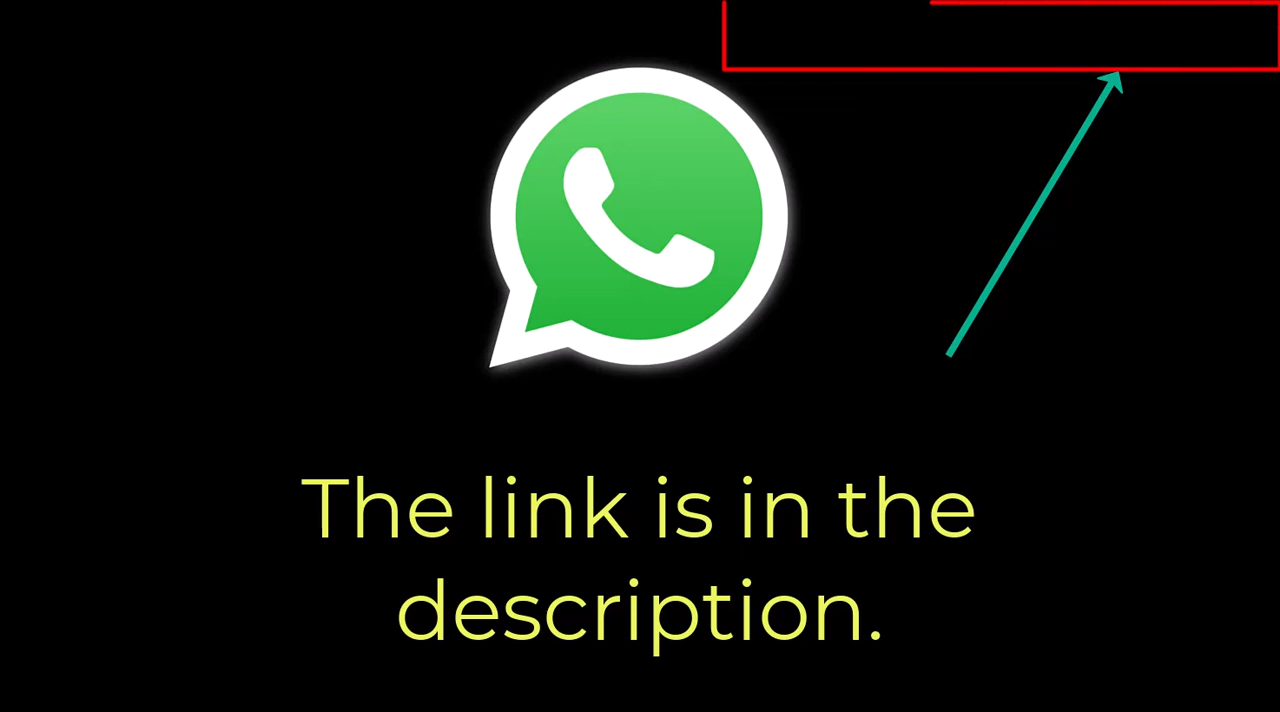 The link is in the
description.